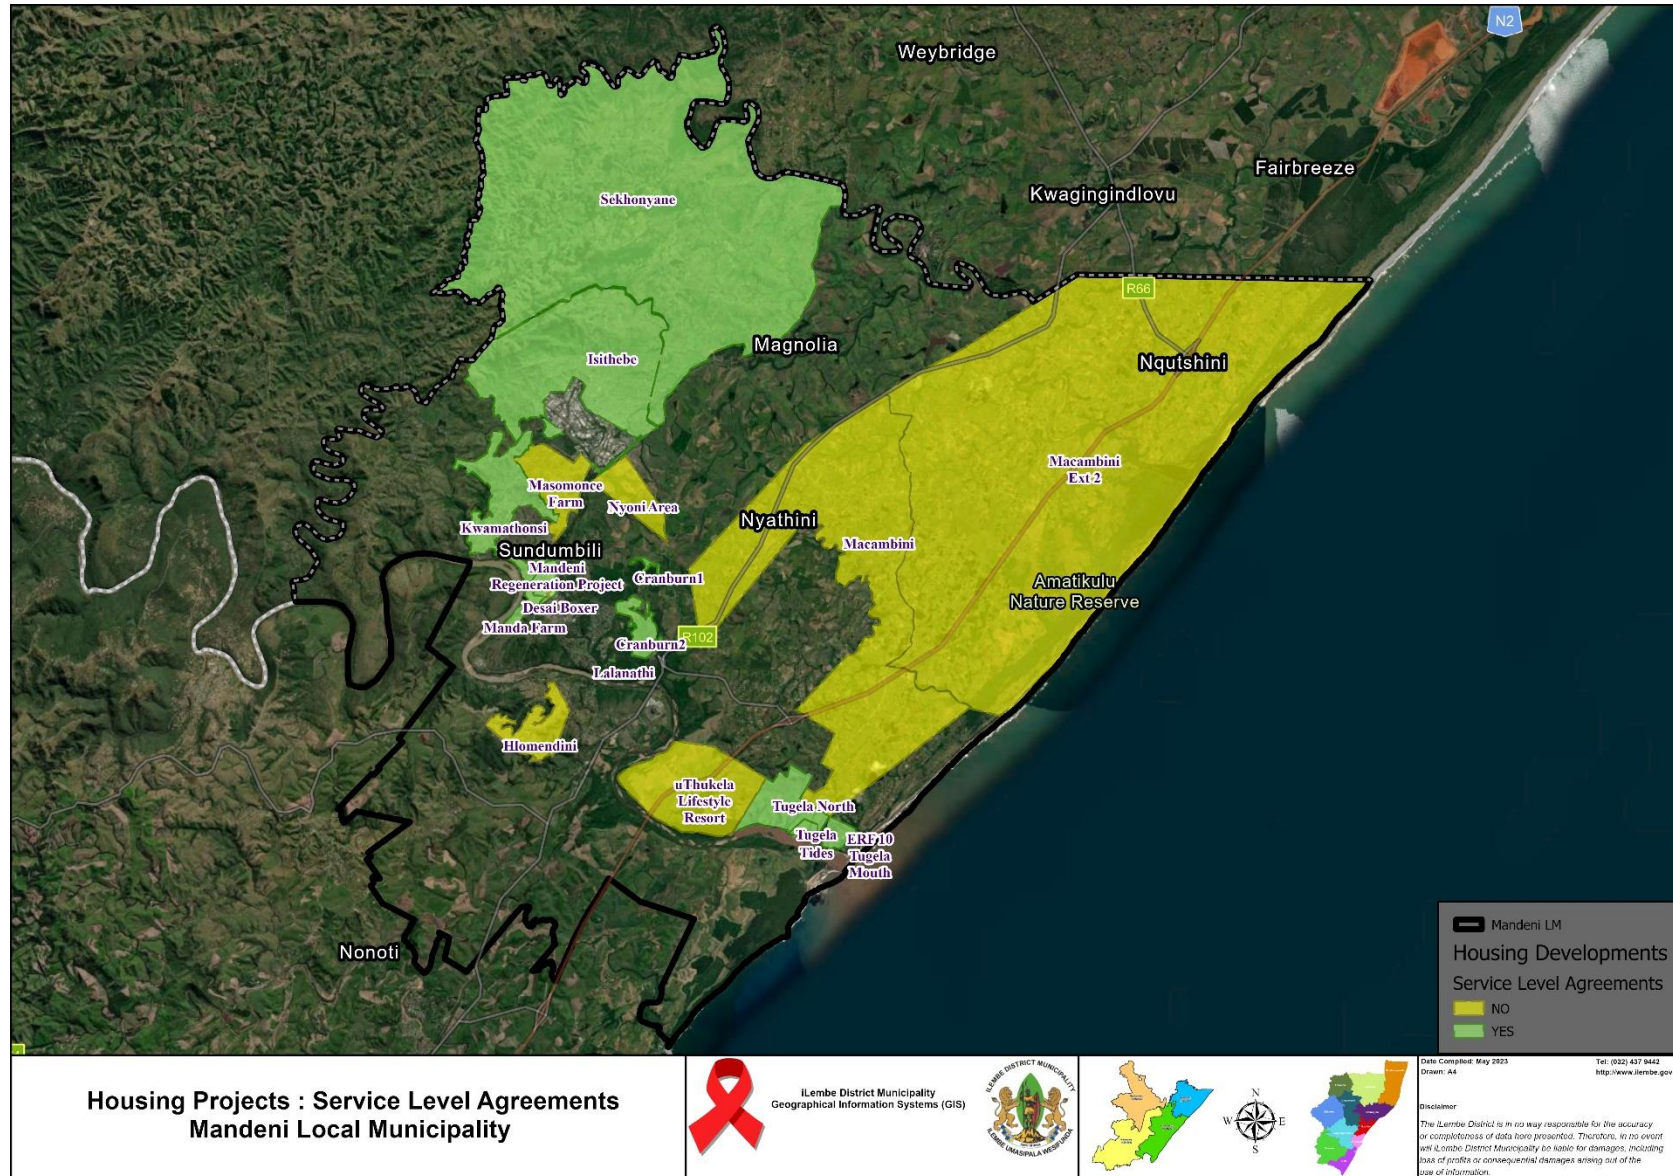 N2
Weybridge
Fairbreeze
Kwagingindlovu
Sekhonyane
R66
Magnolia
Isithebe
Nqutshini
Macambini
Ext 2
Masomonce
Farm
Nyoni Area
Nyathini
Kwamathonsi
Macambini
Sundumbili
Mandeni
Regeneration Project
Cranburn1
Amatikulu
Nature Reserve
Desai Boxer
Manda Farm
Cranburn2
R102
Lalanathi
Hlomendini
uThukela
Lifestyle
Resort
Tugela North
Tugela
Tides
ERF 10
Tugela
Mouth
Nonoti
Mandeni LM
Housing Developments
Service Level Agreements
NO
YES
Housing Projects : Service Level Agreements
Mandeni Local Municipality
iLembe District Municipality
Geographical Information Systems (GIS)
ILEMBE DISTRICT MUNICIPALITY
ILEMBE UMASIPALA WESIFUNDA
N
W E
S
Date Compiled: May 2023
Tel: (032) 437 9442
Drawn: A4
http://www.ilembe.gov
Disclaimer
The iLembe District is in no way responsible for the accuracy
or completeness of data here presented. Therefore, in no event
will iLembe District Municipality be liable for damages, including
loss of profits or consequential damages arising out of the
use of information.